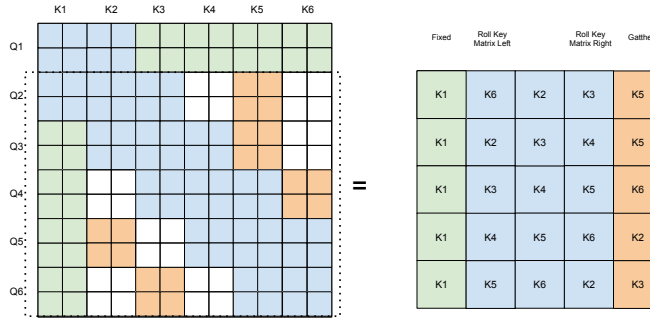 K1 K2 K3 K4 K5 K6
Q1
Q2
Q3
Q4
Q5
Q6
=
Fixed Roll Key Matrix Left Roll Key Matrix Right Gatthe
K1 K6 K2 K3 K5
K1 K2 K3 K4 K5
K1 K3 K4 K5 K6
K1 K4 K5 K6 K2
K1 K5 K6 K2 K3